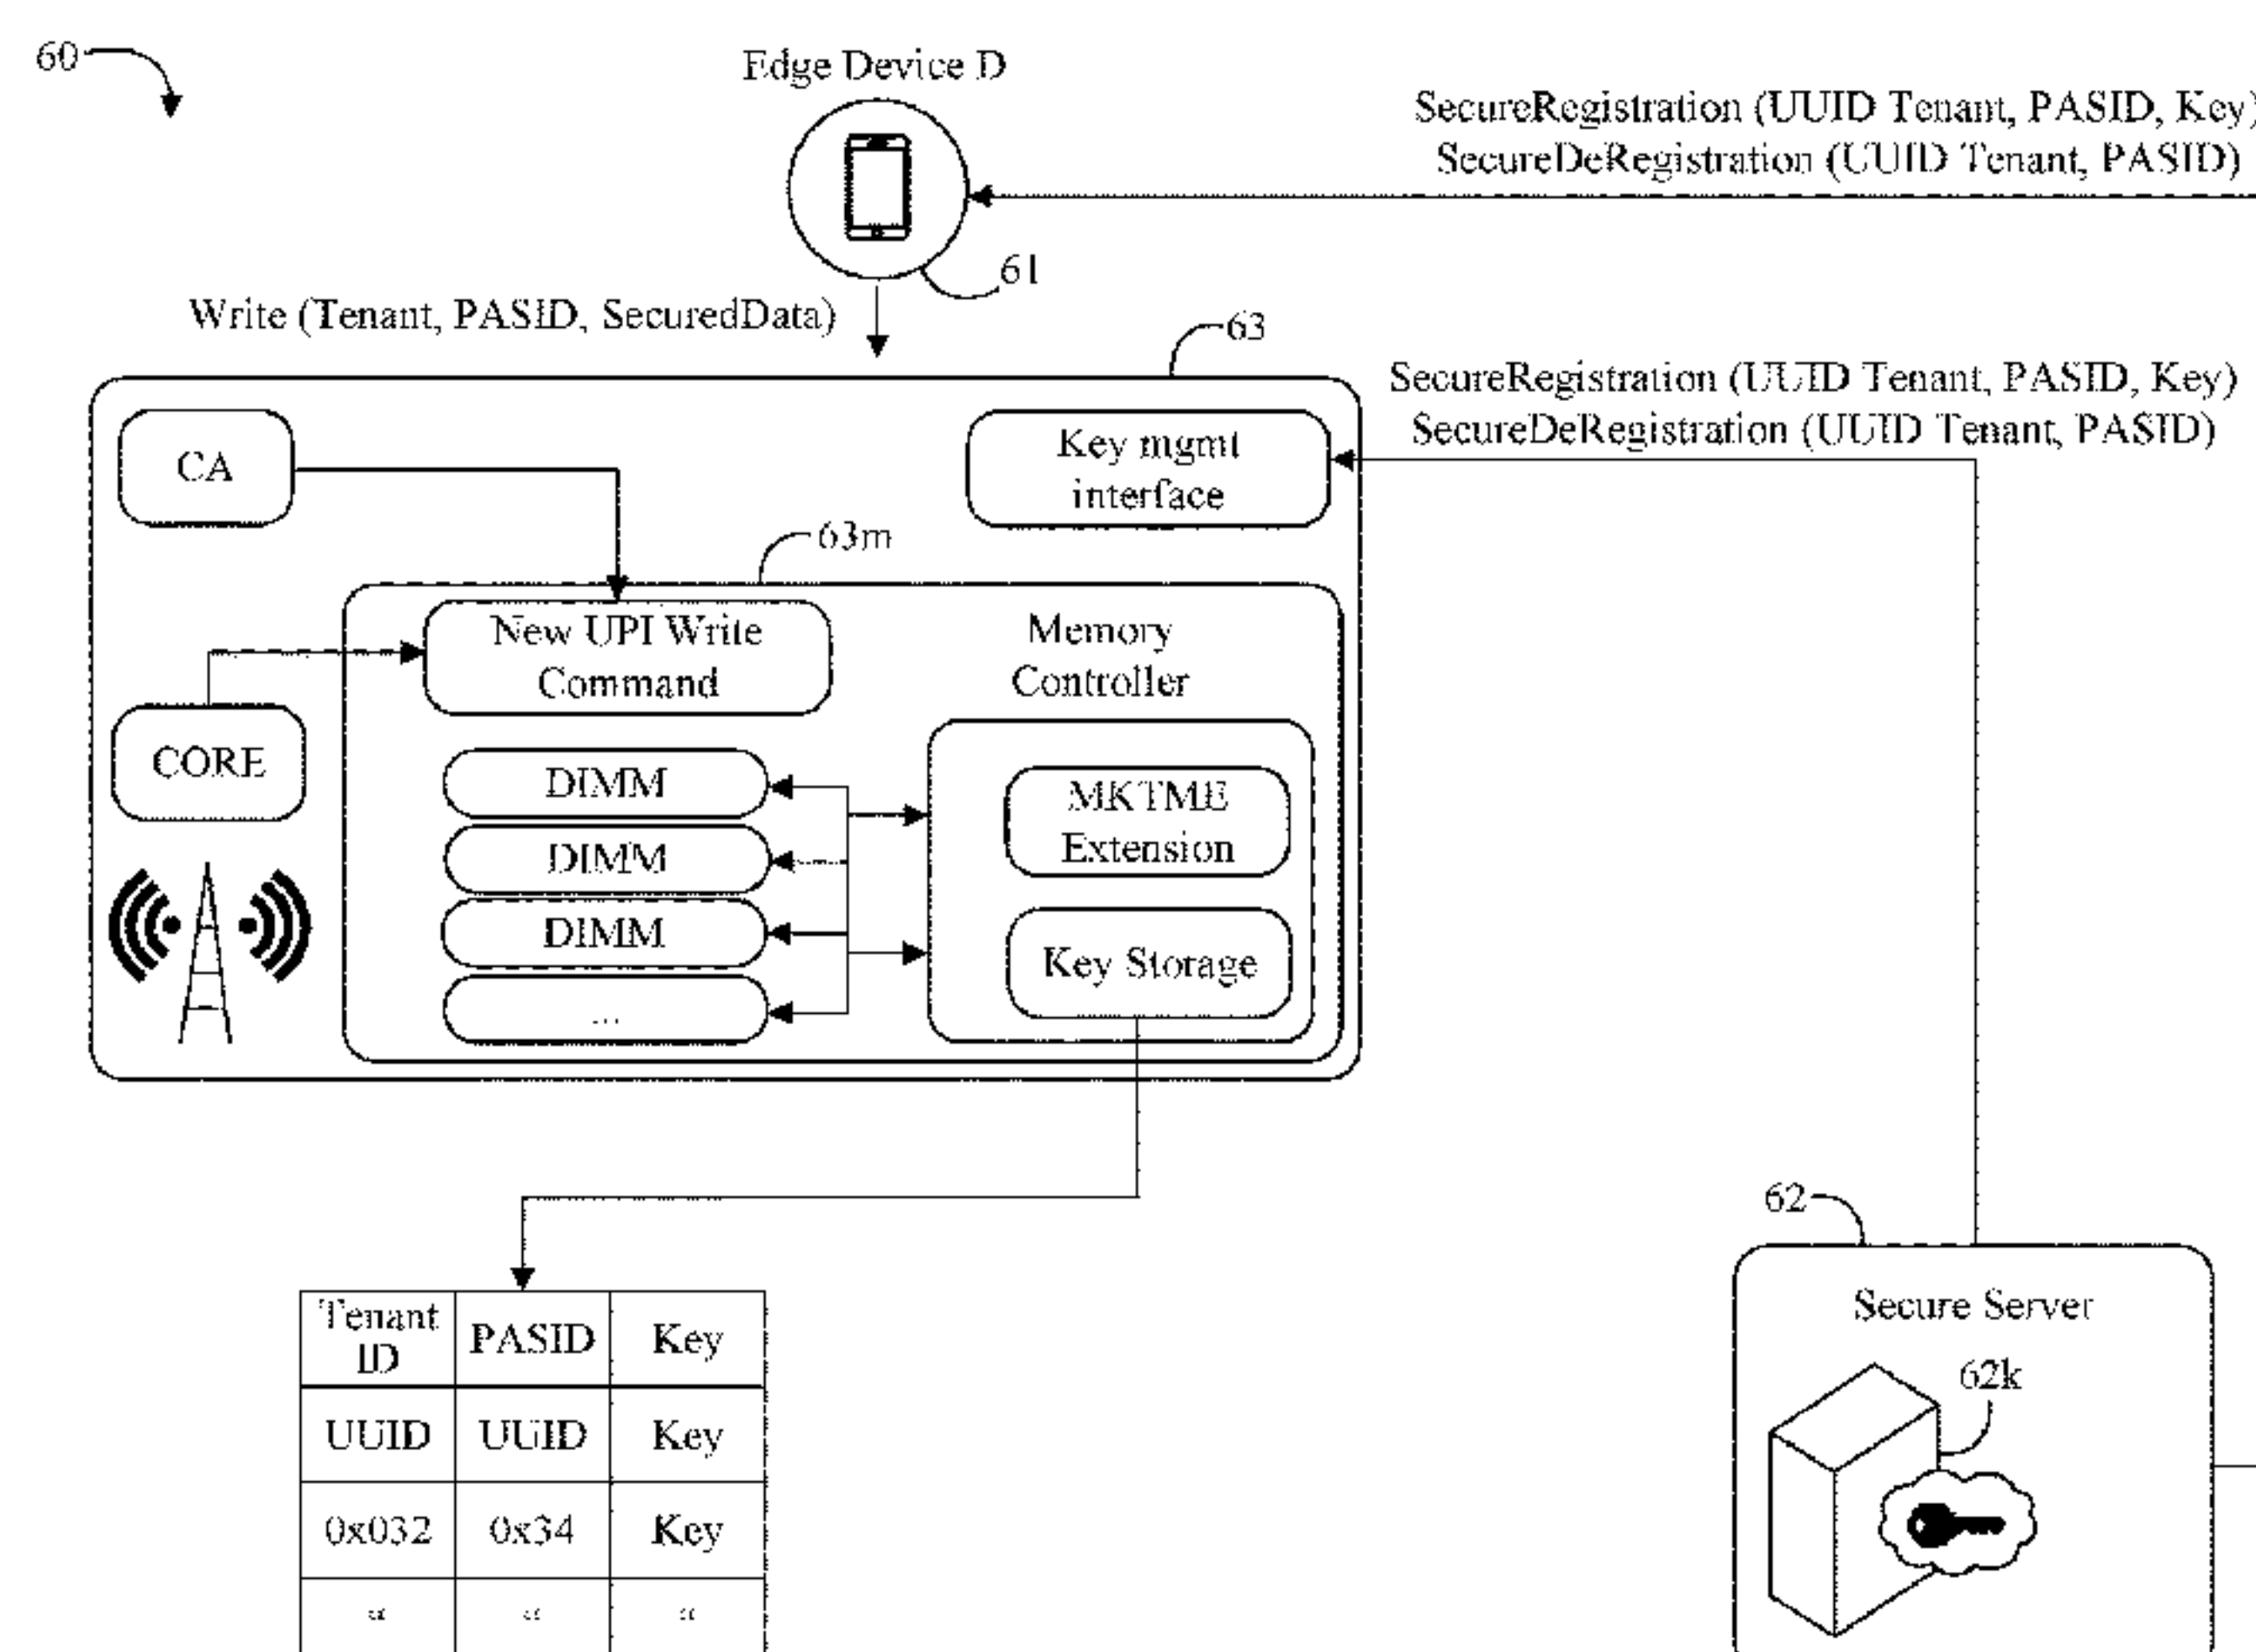 60
Edge Device D
SecureRegistration (UUID Tenant, PASID, Key)
SecureDeRegistration (UUID Tenant, PASID)
61
Write (Tenant, PASID, SecuredData)
63
SecureRegistration (UUID Tenant, PASID, Key)
SecureDeRegistration (UUID Tenant, PASID)
CA
Key mgmt
interface
63m
New UPI Write
Command
Memory
Controller
CORE
DIMM
DIMM
DIMM
...
MKTME
Extension
Key Storage
62
Secure Server
62k
Tenant
ID
PASID
Key
UUID
UUID
Key
0x032
0x34
Key
“
“
“